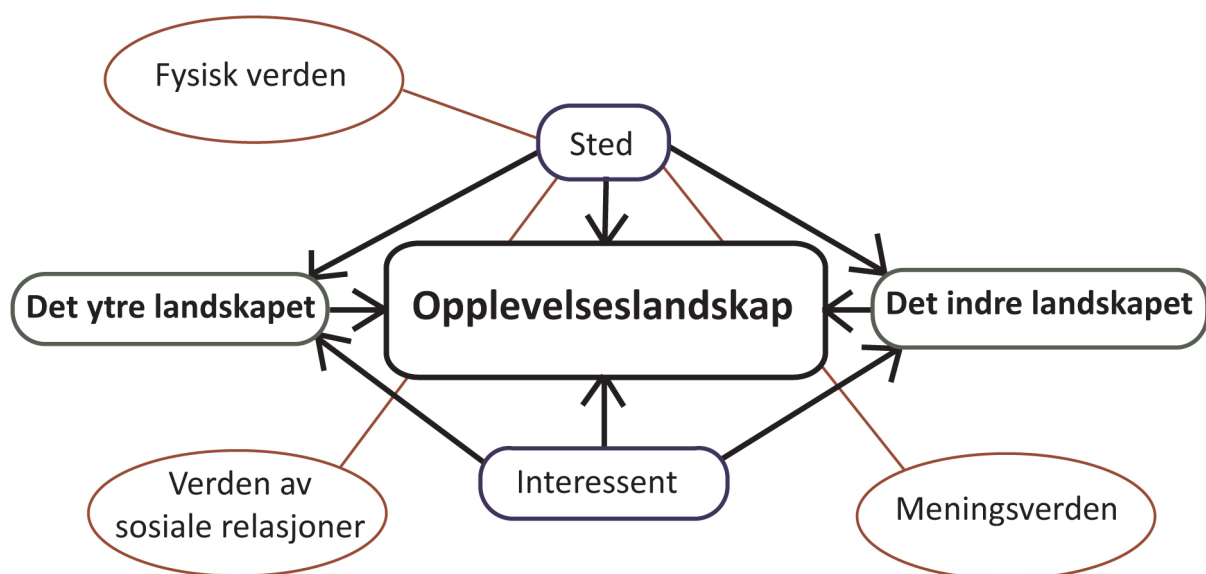 Fysisk verden
Sted
Det ytre landskapet
Opplevelseslandskap
Det indre landskapet
Verden av
sosiale relasjoner
Interessent
Meningsverden